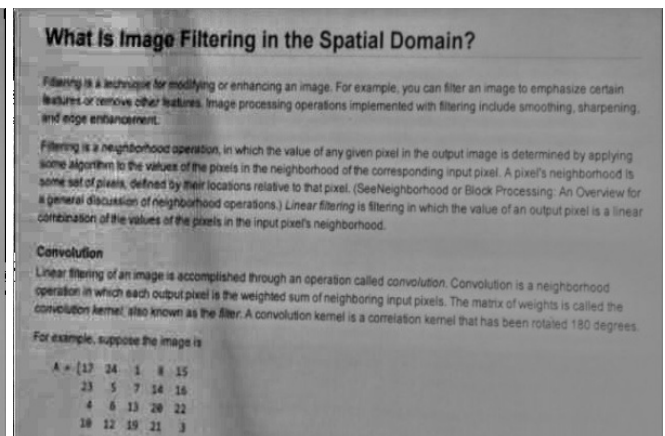 What Is Image Filtering in the Spatial Domain?
Filtering is a technique for modifying or enhancing an image. For example, you can filter an image to emphasize certain
features or remove other features. Image processing operations implemented with filtering include smoothing, sharpening,
and edge enhancement.
Filtering is a neighborhood operation, in which the value of any given pixel in the output image is determined by applying
some algorithm to the values of the pixels in the neighborhood of the corresponding input pixel. A pixel's neighborhood is
some set of pixels, defined by their locations relative to that pixel. (SeeNeighborhood or Block Processing: An Overview for
a general discussion of neighborhood operations.) Linear filtering is filtering in which the value of an output pixel is a linear
combination of the values of the pixels in the input pixel's neighborhood.
Convolution
Linear filtering of an image is accomplished through an operation called convolution. Convolution is a neighborhood
operation in which each output pixel is the weighted sum of neighboring input pixels. The matrix of weights is called the
convolution kernel, also known as the filter. A convolution kernel is a correlation kernel that has been rotated 180 degrees.
For example, suppose the image is
A = [17 24 1 8 15
23 5 7 14 16
4 6 13 20 22
10 12 19 21 3